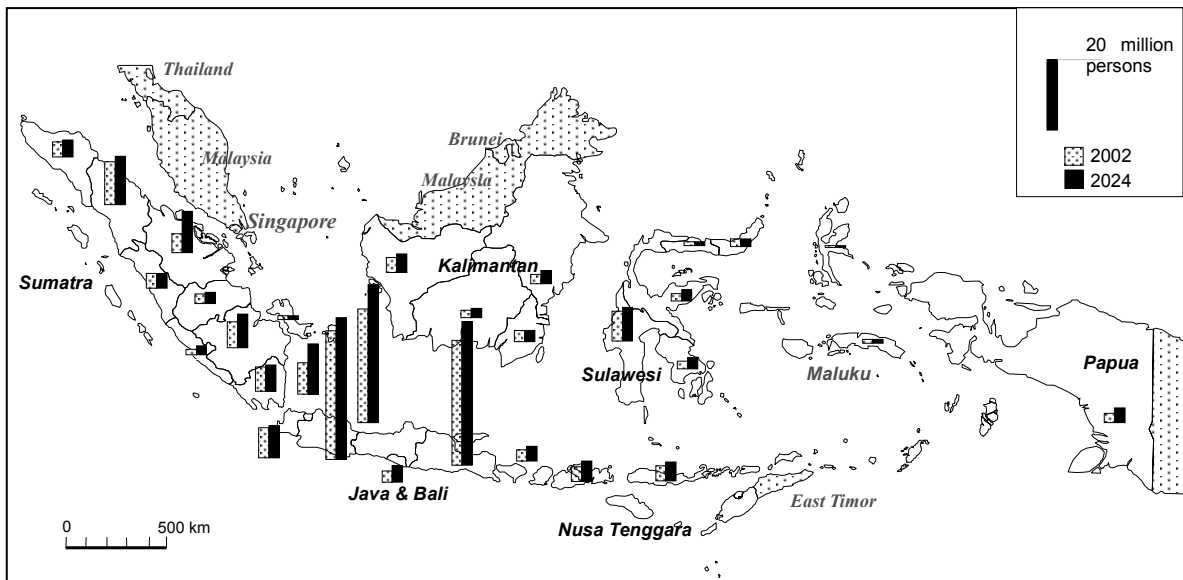 20 million
persons
2002
2024
Thailand
Malaysia
Singapore
Brunei
Malaysla
Sumatra
Kalimantan
Sulawesi
Maluku
Papua
Java & Bali
Nusa Tenggara
East Timor
0 500 km